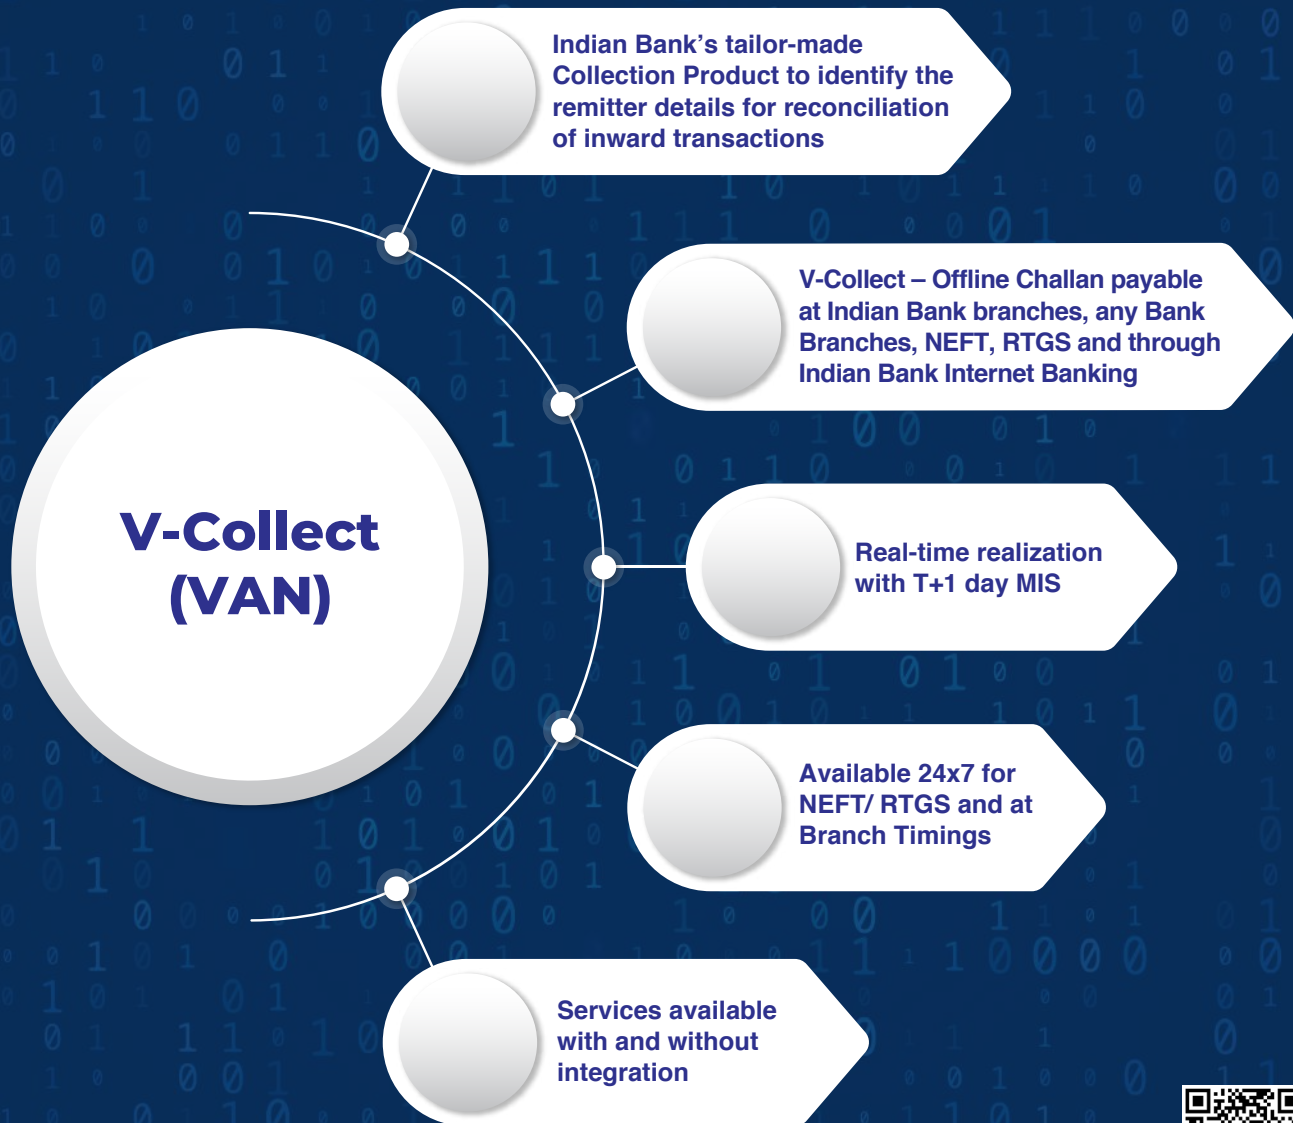 Indian Bank’s tailor-made
Collection Product to identify the
remitter details for reconciliation
of inward transactions
V-Collect – Offline Challan payable
at Indian Bank branches, any Bank
Branches, NEFT, RTGS and through
Indian Bank Internet Banking
V-Collect
(VAN)
Real-time realization
with T+1 day MIS
Available 24x7 for
NEFT/ RTGS and at
Branch Timings
Services available
with and without
integration